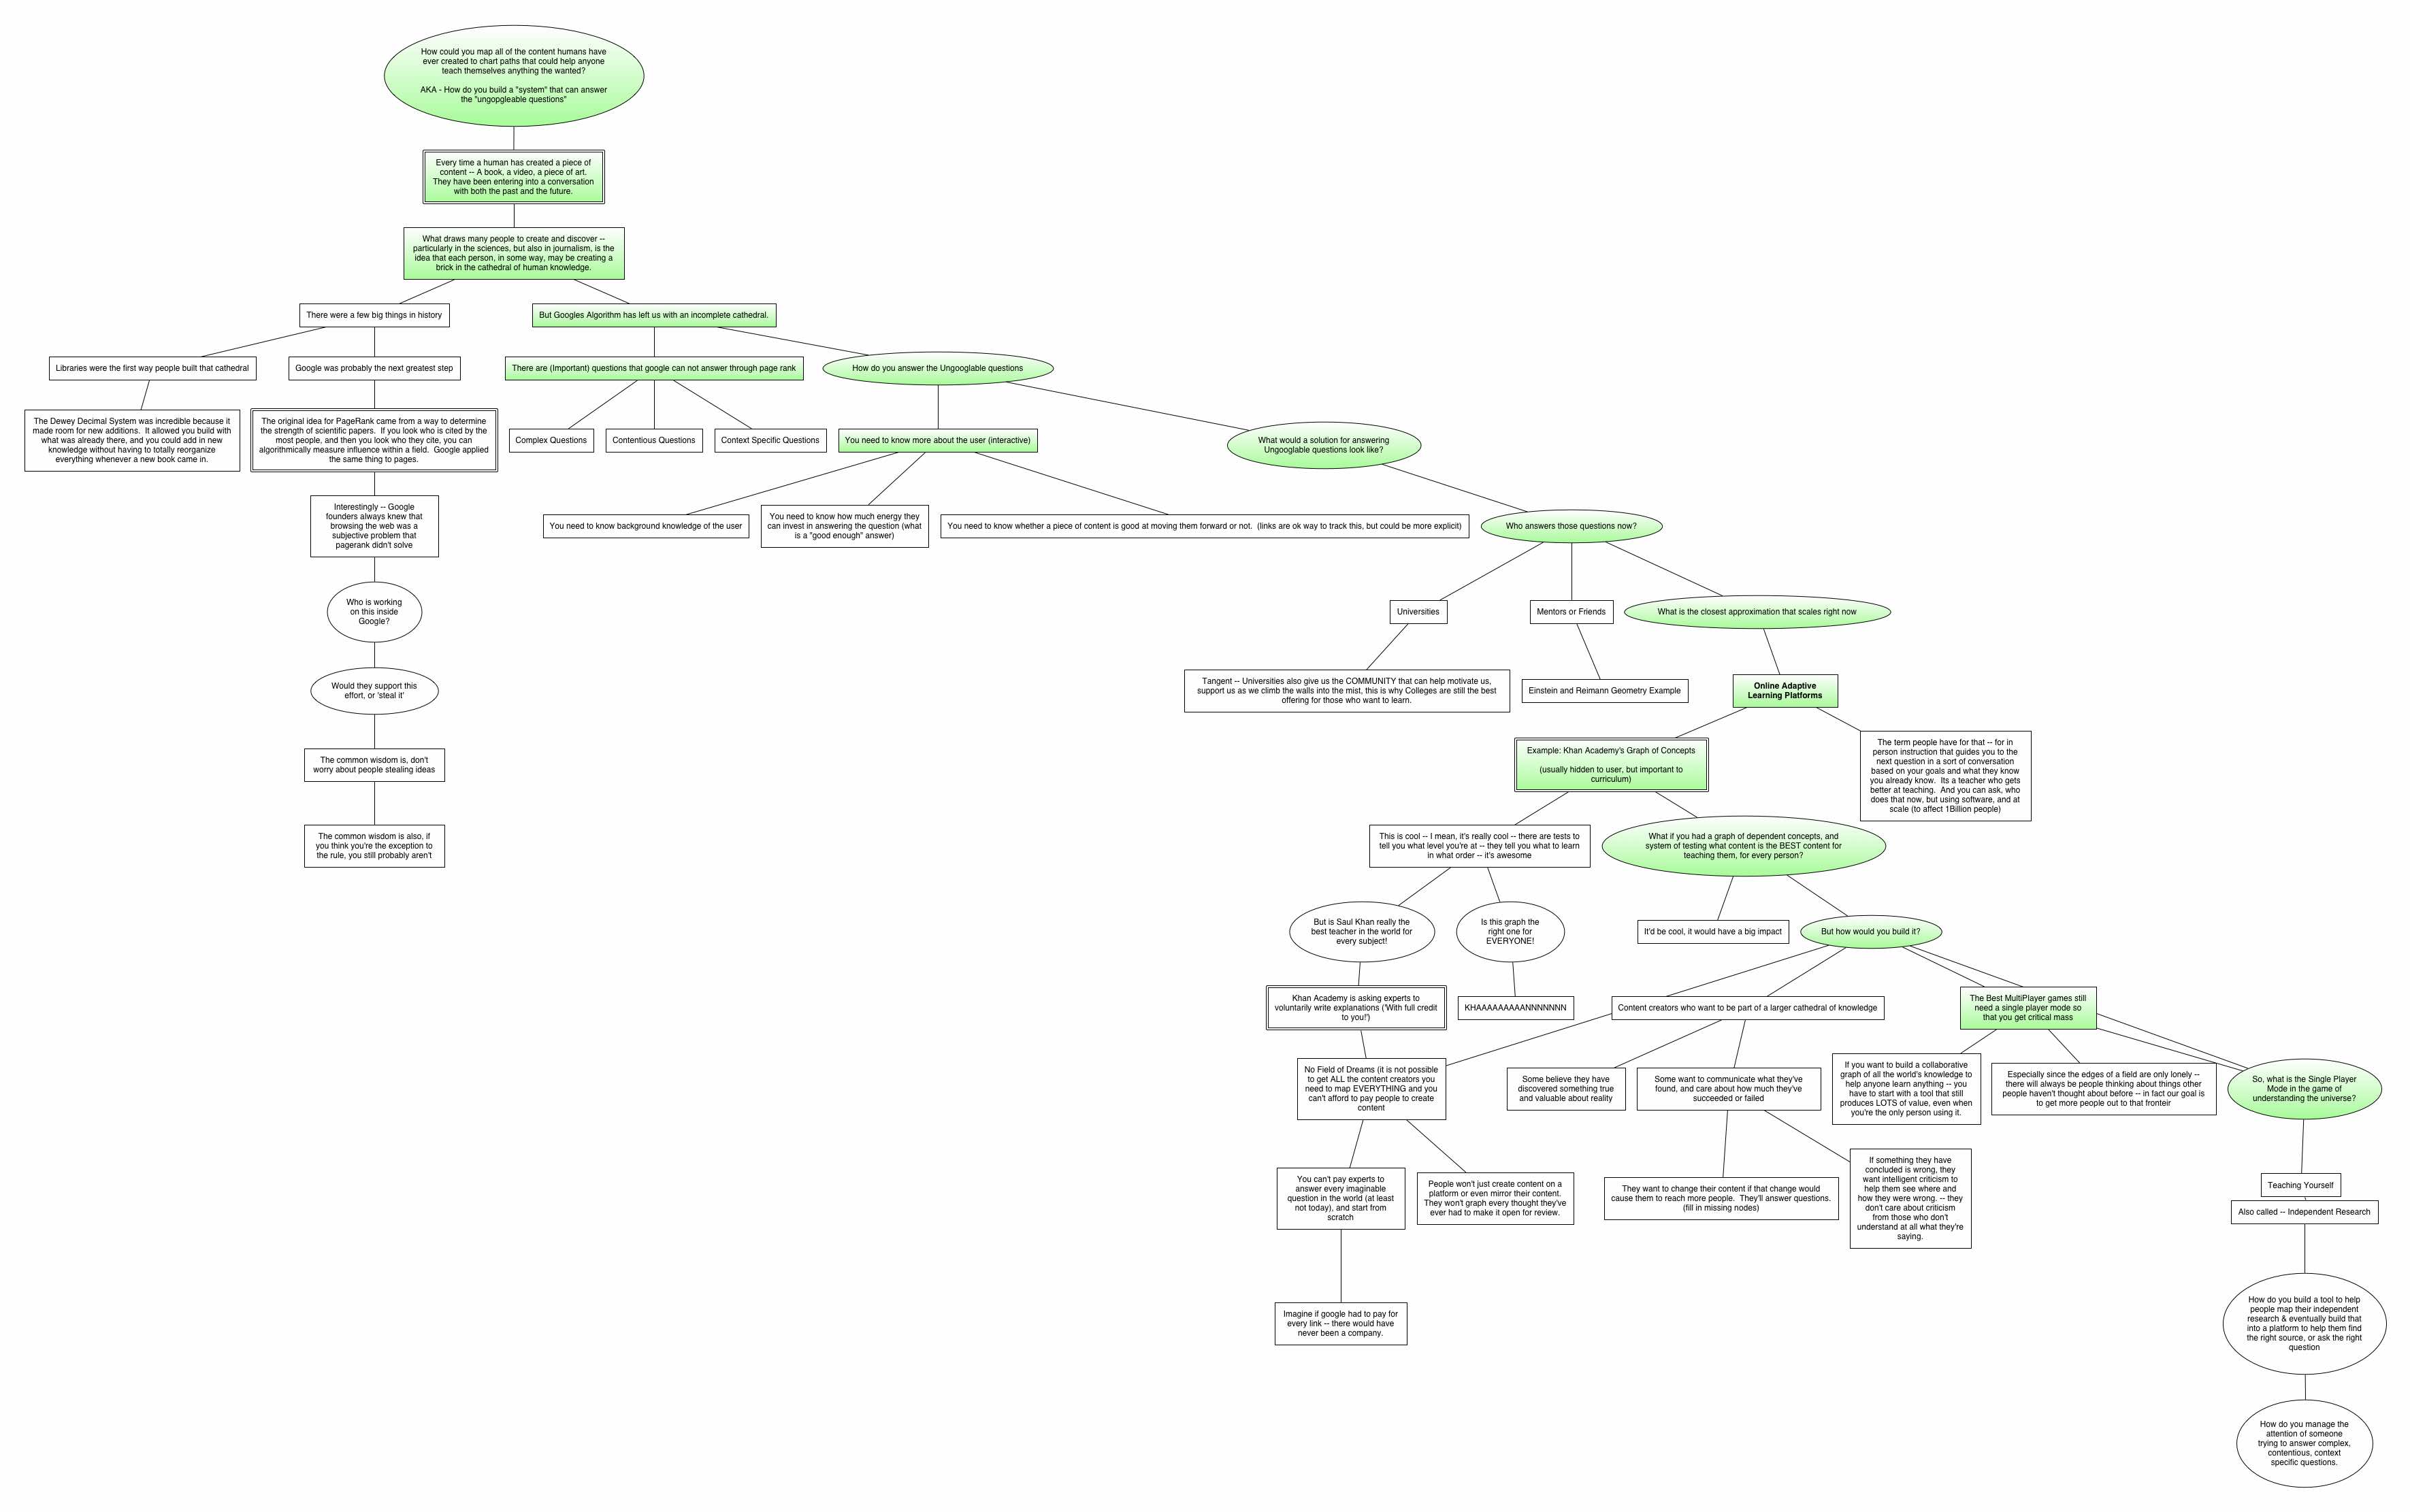 How could you map all of the content humans have
ever created to chart paths that could help anyone
teach themselves anything the wanted?
AKA - How do you build a "system" that can answer
the "ungopgleable questions"
Every time a human has created a piece of
content -- A book, a video, a piece of art.
They have been entering into a conversation
with both the past and the future.
What draws many people to create and discover --
particularly in the sciences, but also in journalism, is the
idea that each person, in some way, may be creating a
brick in the cathedral of human knowledge.
There were a few big things in history
But Googles Algorithm has left us with an incomplete cathedral.
Libraries were the first way people built that cathedral
Google was probably the next greatest step
There are (Important) questions that google can not answer through page rank
How do you answer the Ungooglable questions
The Dewey Decimal System was incredible because it
made room for new additions.  It allowed you build with
what was already there, and you could add in new
knowledge without having to totally reorganize
everything whenever a new book came in.
The original idea for PageRank came from a way to determine
the strength of scientific papers.  If you look who is cited by the
most people, and then you look who they cite, you can
algorithmically measure influence within a field.  Google applied
the same thing to pages.
Complex Questions
Contentious Questions
Context Specific Questions
You need to know more about the user (interactive)
What would a solution for answering
Ungooglable questions look like?
Interestingly -- Google
founders always knew that
browsing the web was a
subjective problem that
pagerank didn't solve
You need to know background knowledge of the user
You need to know how much energy they
can invest in answering the question (what
is a "good enough" answer)
You need to know whether a piece of content is good at moving them forward or not.  (links are ok way to track this, but could be more explicit)
Who answers those questions now?
Who is working
on this inside
Google?
Universities
Mentors or Friends
What is the closest approximation that scales right now
Would they support this
effort, or 'steal it'
Tangent -- Universities also give us the COMMUNITY that can help motivate us,
support us as we climb the walls into the mist, this is why Colleges are still the best
offering for those who want to learn.
Einstein and Reimann Geometry Example
Online Adaptive
Learning Platforms
The common wisdom is, don't
worry about people stealing ideas
Example: Khan Academy's Graph of Concepts
(usually hidden to user, but important to
curriculum)
The term people have for that -- for in
person instruction that guides you to the
next question in a sort of conversation
based on your goals and what they know
you already know.  Its a teacher who gets
better at teaching.  And you can ask, who
does that now, but using software, and at
scale (to affect 1Billion people)
The common wisdom is also, if
you think you're the exception to
the rule, you still probably aren't
This is cool -- I mean, it's really cool -- there are tests to
tell you what level you're at -- they tell you what to learn
in what order -- it's awesome
What if you had a graph of dependent concepts, and
system of testing what content is the BEST content for
teaching them, for every person?
But is Saul Khan really the
best teacher in the world for
every subject!
Is this graph the
right one for
EVERYONE!
It'd be cool, it would have a big impact
But how would you build it?
Khan Academy is asking experts to
voluntarily write explanations ('With full credit
to you!')
KHAAAAAAAAANNNNNNN
Content creators who want to be part of a larger cathedral of knowledge
The Best MultiPlayer games still
need a single player mode so
that you get critical mass
No Field of Dreams (it is not possible
to get ALL the content creators you
need to map EVERYTHING and you
can't afford to pay people to create
content
Some believe they have
discovered something true
and valuable about reality
Some want to communicate what they've
found, and care about how much they've
succeeded or failed
If you want to build a collaborative
graph of all the world's knowledge to
help anyone learn anything -- you
have to start with a tool that still
produces LOTS of value, even when
you're the only person using it.
Especially since the edges of a field are only lonely --
there will always be people thinking about things other
people haven't thought about before -- in fact our goal is
to get more people out to that fronteir
So, what is the Single Player
Mode in the game of
understanding the universe?
You can't pay experts to
answer every imaginable
question in the world (at least
not today), and start from
scratch
People won't just create content on a
platform or even mirror their content.
They won't graph every thought they've
ever had to make it open for review.
They want to change their content if that change would
cause them to reach more people.  They'll answer questions.
(fill in missing nodes)
If something they have
concluded is wrong, they
want intelligent criticism to
help them see where and
how they were wrong. -- they
don't care about criticism
from those who don't
understand at all what they're
saying.
Teaching Yourself
Also called -- Independent Research
Imagine if google had to pay for
every link -- there would have
never been a company.
How do you build a tool to help
people map their independent
research & eventually build that
into a platform to help them find
the right source, or ask the right
question
How do you manage the
attention of someone
trying to answer complex,
contentious, context
specific questions.